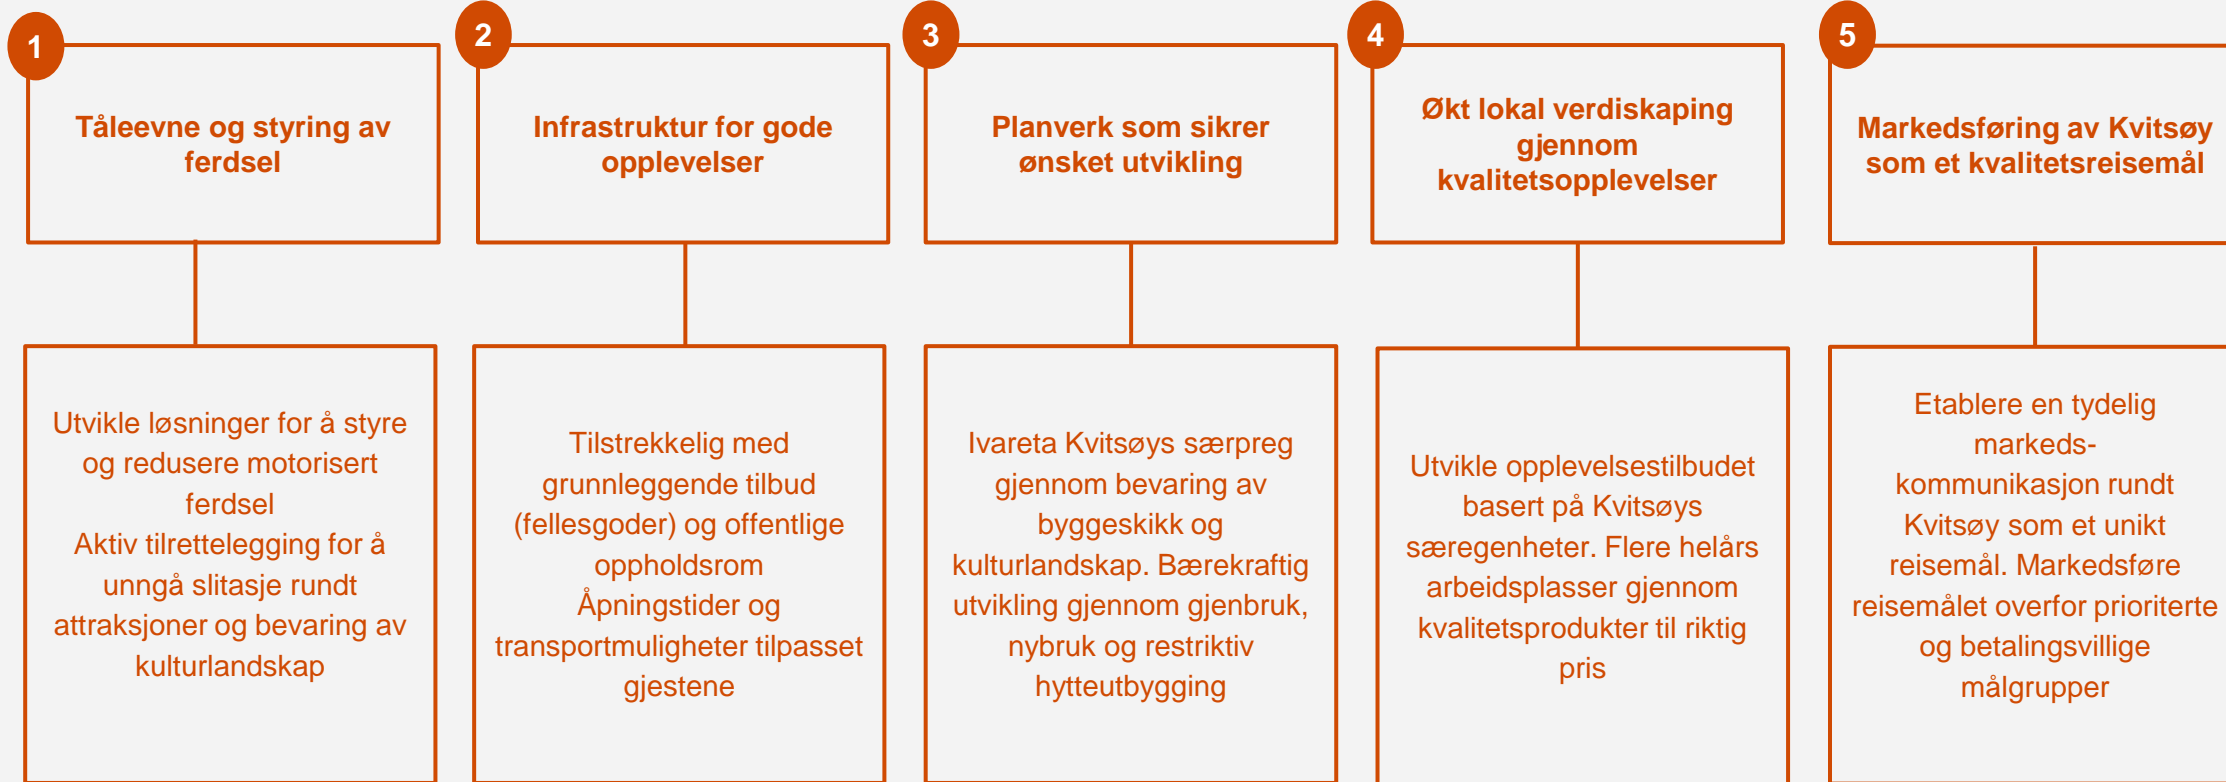 1
Tåleevne og styring av
ferdsel
Utvikle løsninger for å styre
og redusere motorisert
ferdsel
Aktiv tilrettelegging for å
unngå slitasje rundt
attraksjoner og bevaring av
kulturlandskap
2
Infrastruktur for gode
opplevelser
Tilstrekkelig med
grunnleggende tilbud
(fellesgoder) og offentlige
oppholdsrom
Åpningstider og
transportmuligheter tilpasset
gjestene
3
Planverk som sikrer
ønsket utvikling
Ivareta Kvitsøys særpreg
gjennom bevaring av
byggeskikk og
kulturlandskap. Bærekraftig
utvikling gjennom gjenbruk,
nybruk og restriktiv
hytteutbygging
4
Økt lokal verdiskaping
gjennom
kvalitetsopplevelser
Utvikle opplevelsestilbudet
basert på Kvitsøys
særegenheter. Flere helårs
arbeidsplasser gjennom
kvalitetsprodukter til riktig
pris
5
Markedsføring av Kvitsøy
som et kvalitetsreisemål
Etablere en tydelig
markeds-
kommunikasjon rundt
Kvitsøy som et unikt
reisemål. Markedsføre
reisemålet overfor prioriterte
og betalingsvillige
målgrupper